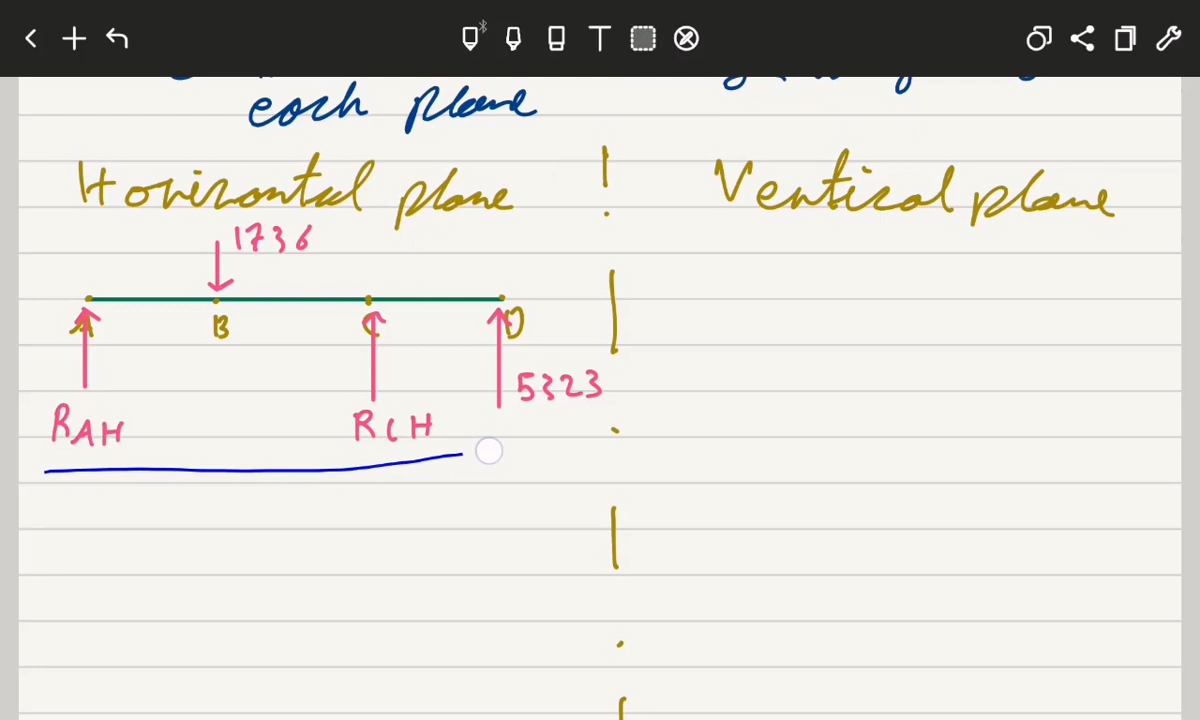 each plane
Horizontal plane
Vertical plane
1736
A
B
C
D
5323
RAH
RCH